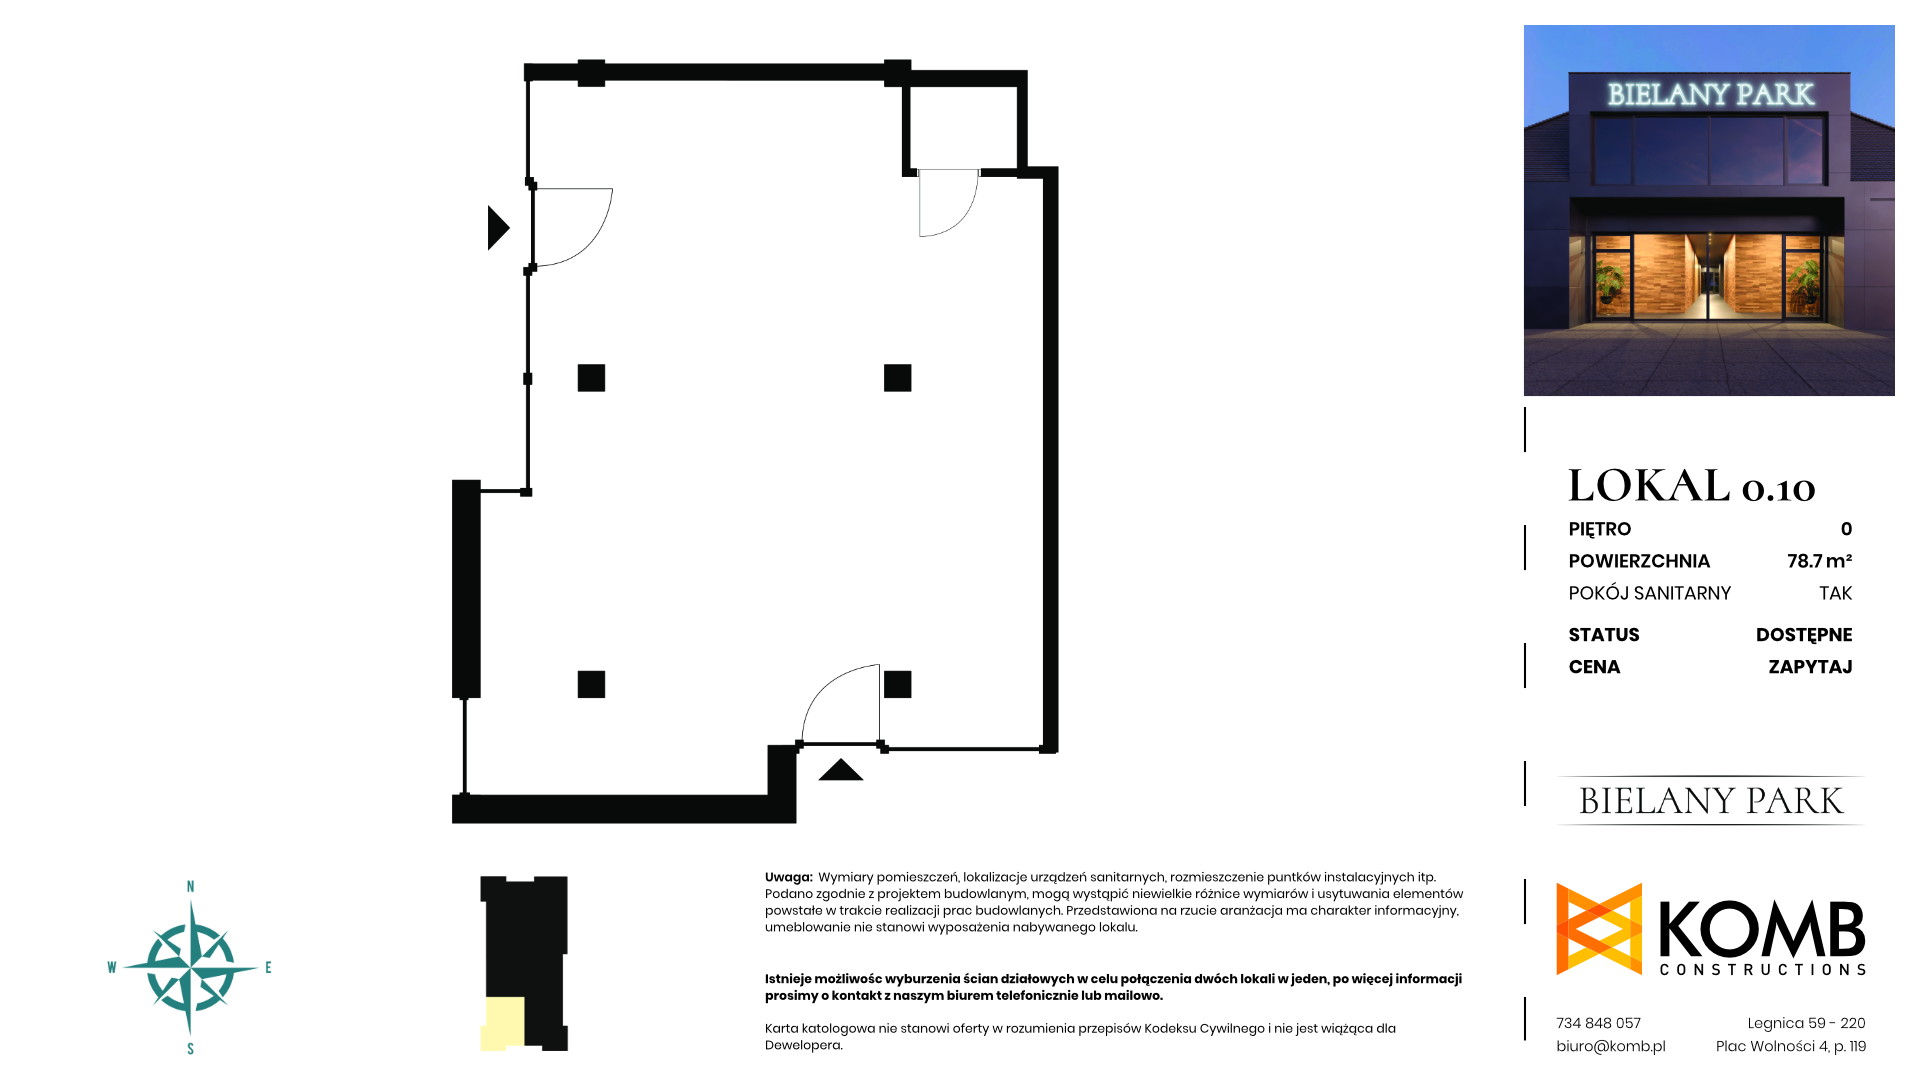 BIELANY PARK
LOKAL 0.10
PIĘTRO 0
POWIERZCHNIA 78.7 m²
POKÓJ SANITARNY TAK
STATUS DOSTĘPNE
CENA ZAPYTAJ
BIELANY PARK
KOMB
CONSTRUCTIONS
734 848 057 Legnica 59 - 220
biuro@komb.pl Plac Wolności 4, p. 119
N
W E
S
Uwaga: Wymiary pomieszczeń, lokalizacje urządzeń sanitarnych, rozmieszczenie puntków instalacyjnych itp.
Podano zgodnie z projektem budowlanym, mogą wystąpić niewielkie różnice wymiarów i usytuwania elementów
powstałe w trakcie realizacji prac budowlanych. Przedstawiona na rzucie aranżacja ma charakter informacyjny,
umeblowanie nie stanowi wyposażenia nabywanego lokalu.
Istnieje możliwośc wyburzenia ścian działowych w celu połączenia dwóch lokali w jeden, po więcej informacji
prosimy o kontakt z naszym biurem telefonicznie lub mailowo.
Karta katologowa nie stanowi oferty w rozumienia przepisów Kodeksu Cywilnego i nie jest wiążąca dla
Dewelopera.